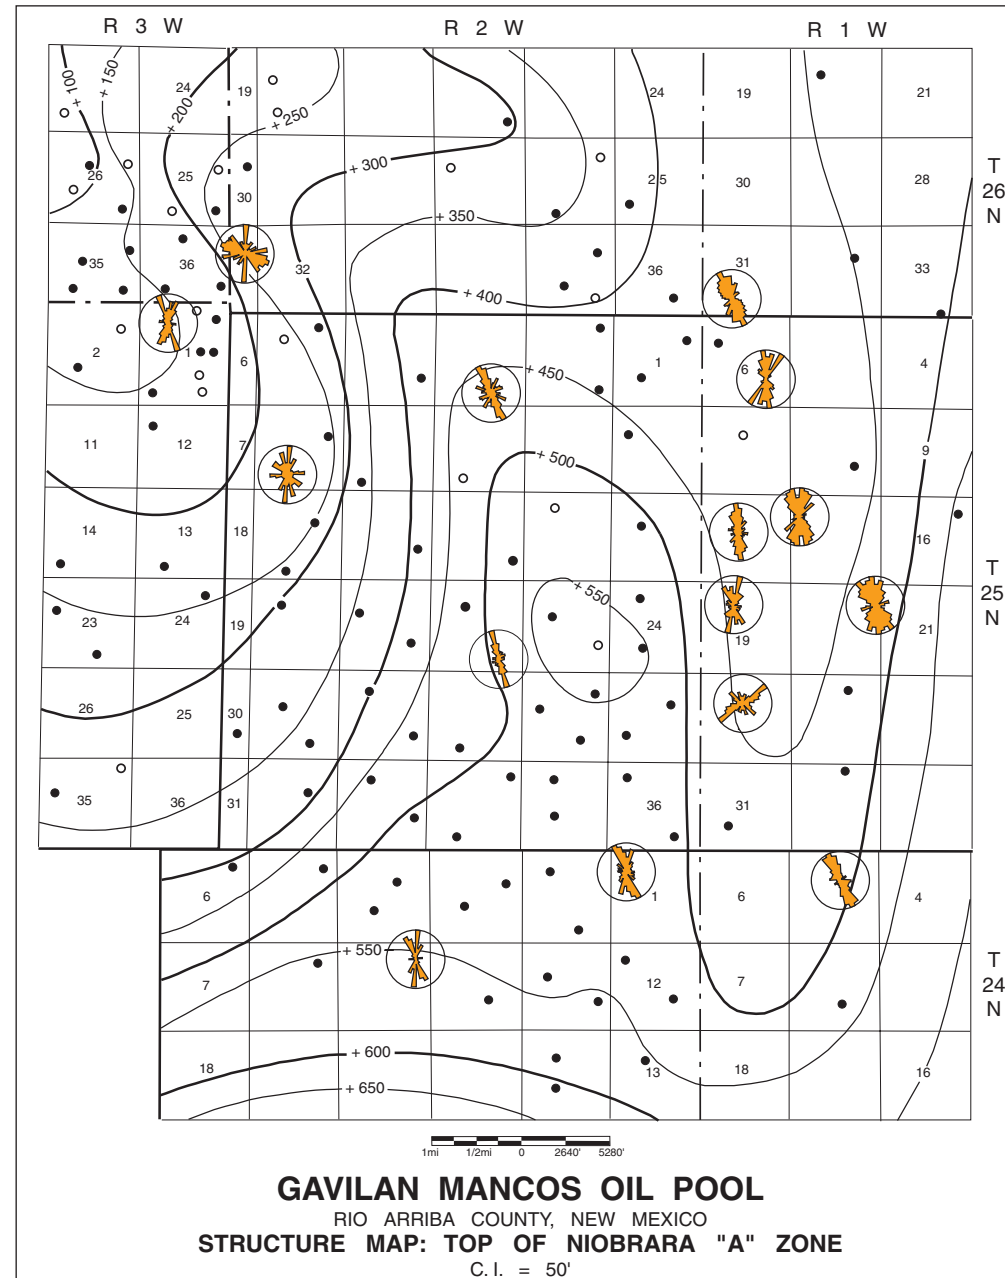 R 3 W R 2 W R 1 W
+ 100 + 150 24 19 24 19 21
+ 200 + 250
26 25 30 + 300 25 30 28
T
26
N
+ 350
35 36 32 36 31 33
+ 400
2 1 6 + 450 1 6 4
11 12 7 + 500 9
14 13 18 16
T
25
N
+ 550
23 24 19 24 19 21
26 25 30
35 36 31 36 31
6 1 6 4
+ 550
7 12 7
T
24
N
18 + 600 13 18 16
+ 650
1mi 1/2mi 0 2640' 5280'
GAVILAN MANCOS OIL POOL
RIO ARRIBA COUNTY, NEW MEXICO
STRUCTURE MAP: TOP OF NIOBRARA "A" ZONE
C. I. = 50'